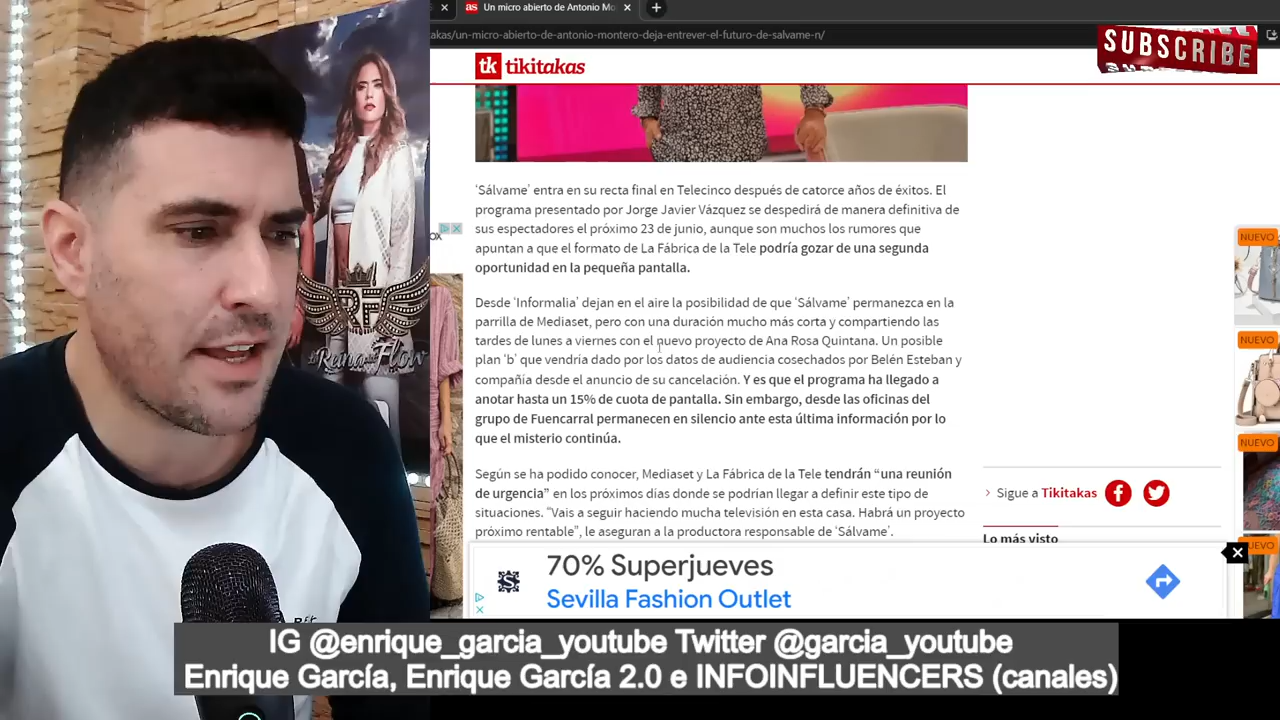 Un micro abierto de Antonio Mo
takas/un-micro-abierto-de-antonio-montero-deja-entrever-el-futuro-de-salvame-n/
SUBSCRIBE
tk tikitakas
'Sálvame' entra en su recta final en Telecinco después de catorce años de éxitos. El
programa presentado por Jorge Javier Vázquez se despedirá de manera definitiva de
sus espectadores el próximo 23 de junio, aunque son muchos los rumores que
apuntan a que el formato de La Fábrica de la Tele podría gozar de una segunda
oportunidad en la pequeña pantalla.
Desde 'Informalia' dejan en el aire la posibilidad de que 'Sálvame' permanezca en la
parrilla de Mediaset, pero con una duración mucho más corta y compartiendo las
tardes de lunes a viernes con el nuevo proyecto de Ana Rosa Quintana. Un posible
plan 'b' que vendría dado por los datos de audiencia cosechados por Belén Esteban y
compañía desde el anuncio de su cancelación. Y es que el programa ha llegado a
anotar hasta un 15% de cuota de pantalla. Sin embargo, desde las oficinas del
grupo de Fuencarral permanecen en silencio ante esta última información por lo
que el misterio continúa.
Según se ha podido conocer, Mediaset y La Fábrica de la Tele tendrán "una reunión
de urgencia" en los próximos días donde se podrían llegar a definir este tipo de
situaciones. "Vais a seguir haciendo mucha televisión en esta casa. Habrá un proyecto
próximo rentable", le aseguran a la productora responsable de 'Sálvame'.
Sigue a Tikitakas
Lo más visto
NUEVO
NUEVO
NUEVO
NUEVO
RF
La Reina del Flow
70% Superjueves
Sevilla Fashion Outlet
IG @enrique_garcia_youtube Twitter @garcia_youtube
Enrique García, Enrique García 2.0 e INFOINFLUENCERS (canales)